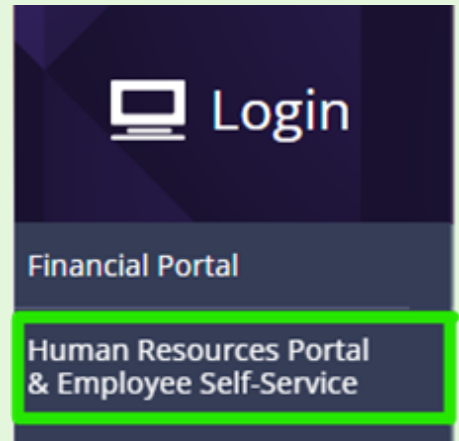 Login
Financial Portal
Human Resources Portal
& Employee Self-Service